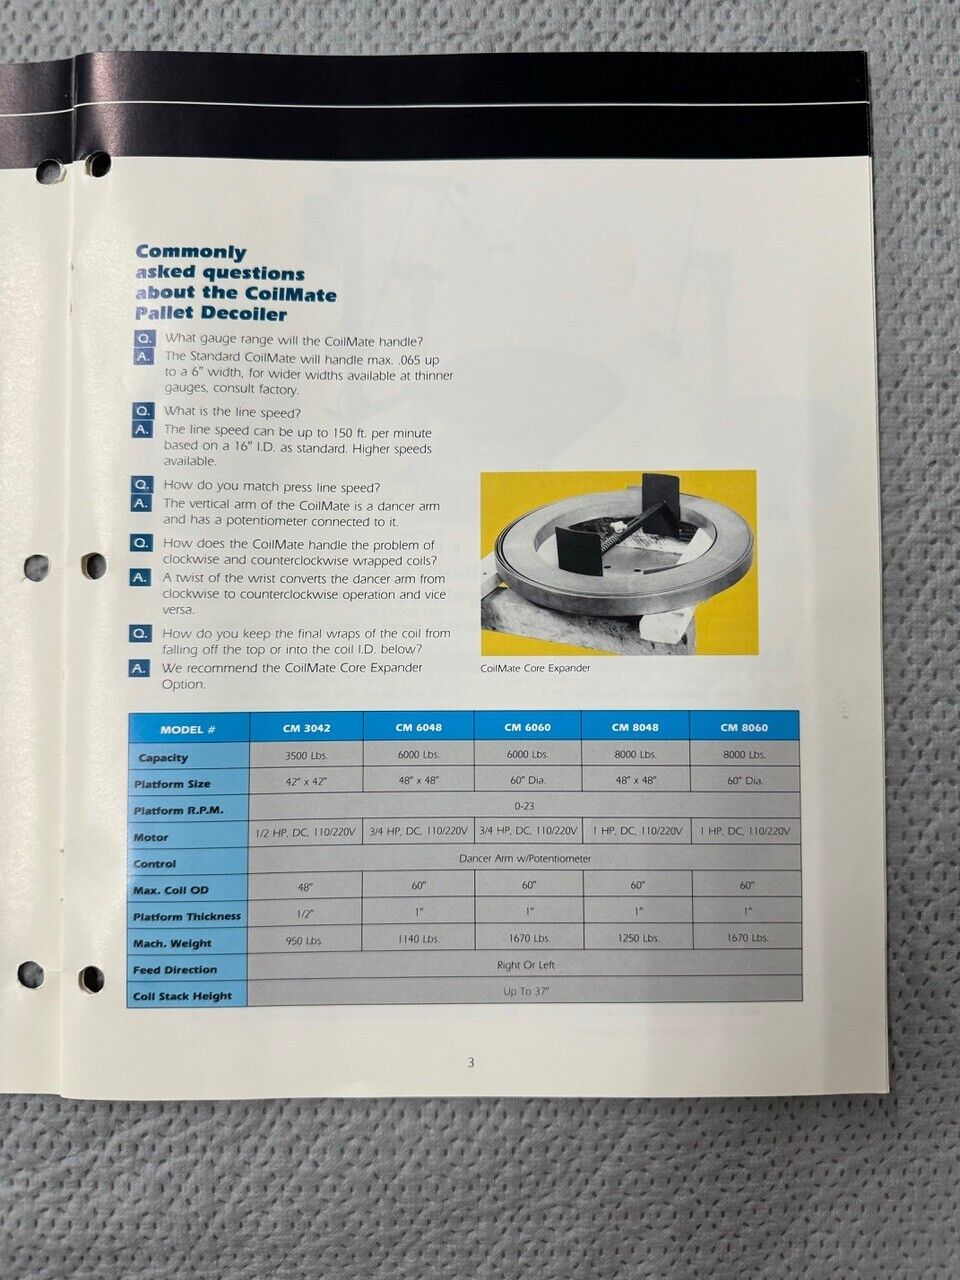 Commonly
asked questions
about the CoilMate
Pallet Decoiler
Q. What gauge range will the CoilMate handle?
A. The Standard CoilMate will handle max. .065 up
to a 6" width, for wider widths available at thinner
gauges, consult factory.
Q. What is the line speed?
A. The line speed can be up to 150 ft. per minute
based on a 16" I.D. as standard. Higher speeds
available.
Q. How do you match press line speed?
A. The vertical arm of the CoilMate is a dancer arm
and has a potentiometer connected to it.
Q. How does the CoilMate handle the problem of
clockwise and counterclockwise wrapped coils?
A. A twist of the wrist converts the dancer arm from
clockwise to counterclockwise operation and vice
versa.
Q. How do you keep the final wraps of the coil from
falling off the top or into the coil I.D. below?
A. We recommend the CoilMate Core Expander
Option.
CoilMate Core Expander
MODEL # CM 3042 CM 6048 CM 6060 CM 8048 CM 8060
Capacity 3500 Lbs. 6000 Lbs. 6000 Lbs. 8000 Lbs. 8000 Lbs.
Platform Size 42" x 42" 48" x 48" 60" Dia. 48" x 48" 60" Dia.
Platform R.P.M. 0-23
Motor 1/2 HP, DC, 110/220V 3/4 HP, DC, 110/220V 3/4 HP, DC, 110/220V 1 HP, DC, 110/220V 1 HP, DC, 110/220V
Control Dancer Arm w/Potentiometer
Max. Coil OD 48" 60" 60" 60" 60"
Platform Thickness 1/2" 1" 1" 1" 1"
Mach. Weight 950 Lbs. 1140 Lbs. 1670 Lbs. 1250 Lbs. 1670 Lbs.
Feed Direction Right Or Left
Coil Stack Height Up To 37"
3